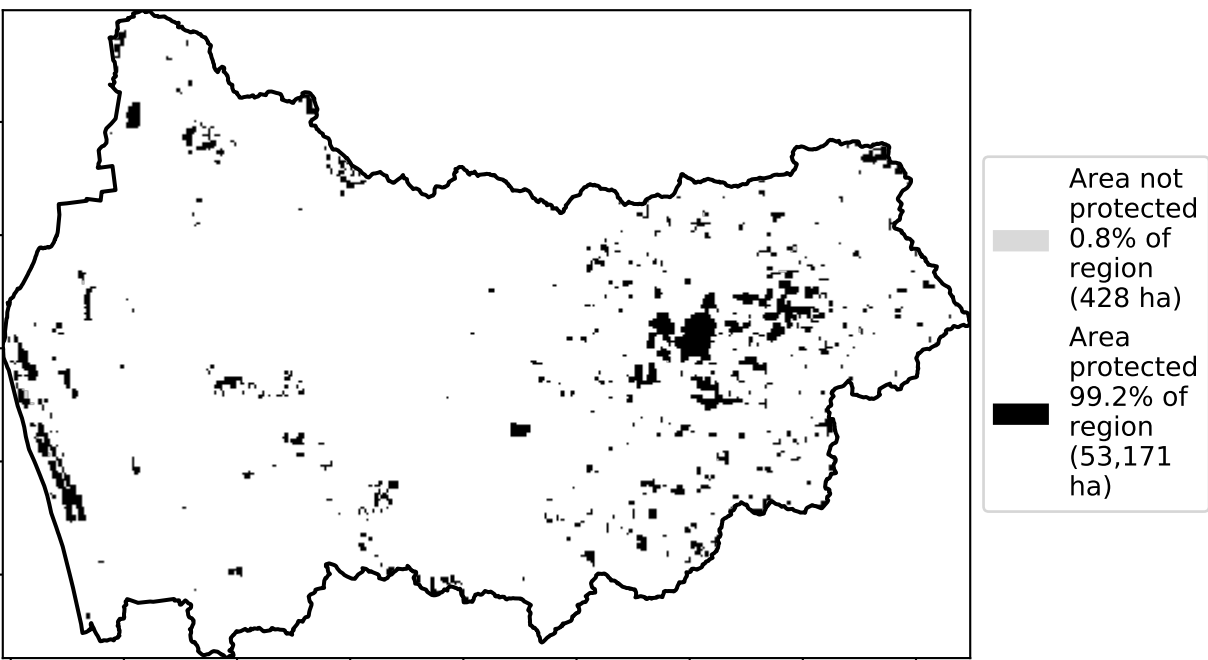 Area not
protected
0.8% of
region
(428 ha)
Area
protected
99.2% of
region
(53,171
ha)